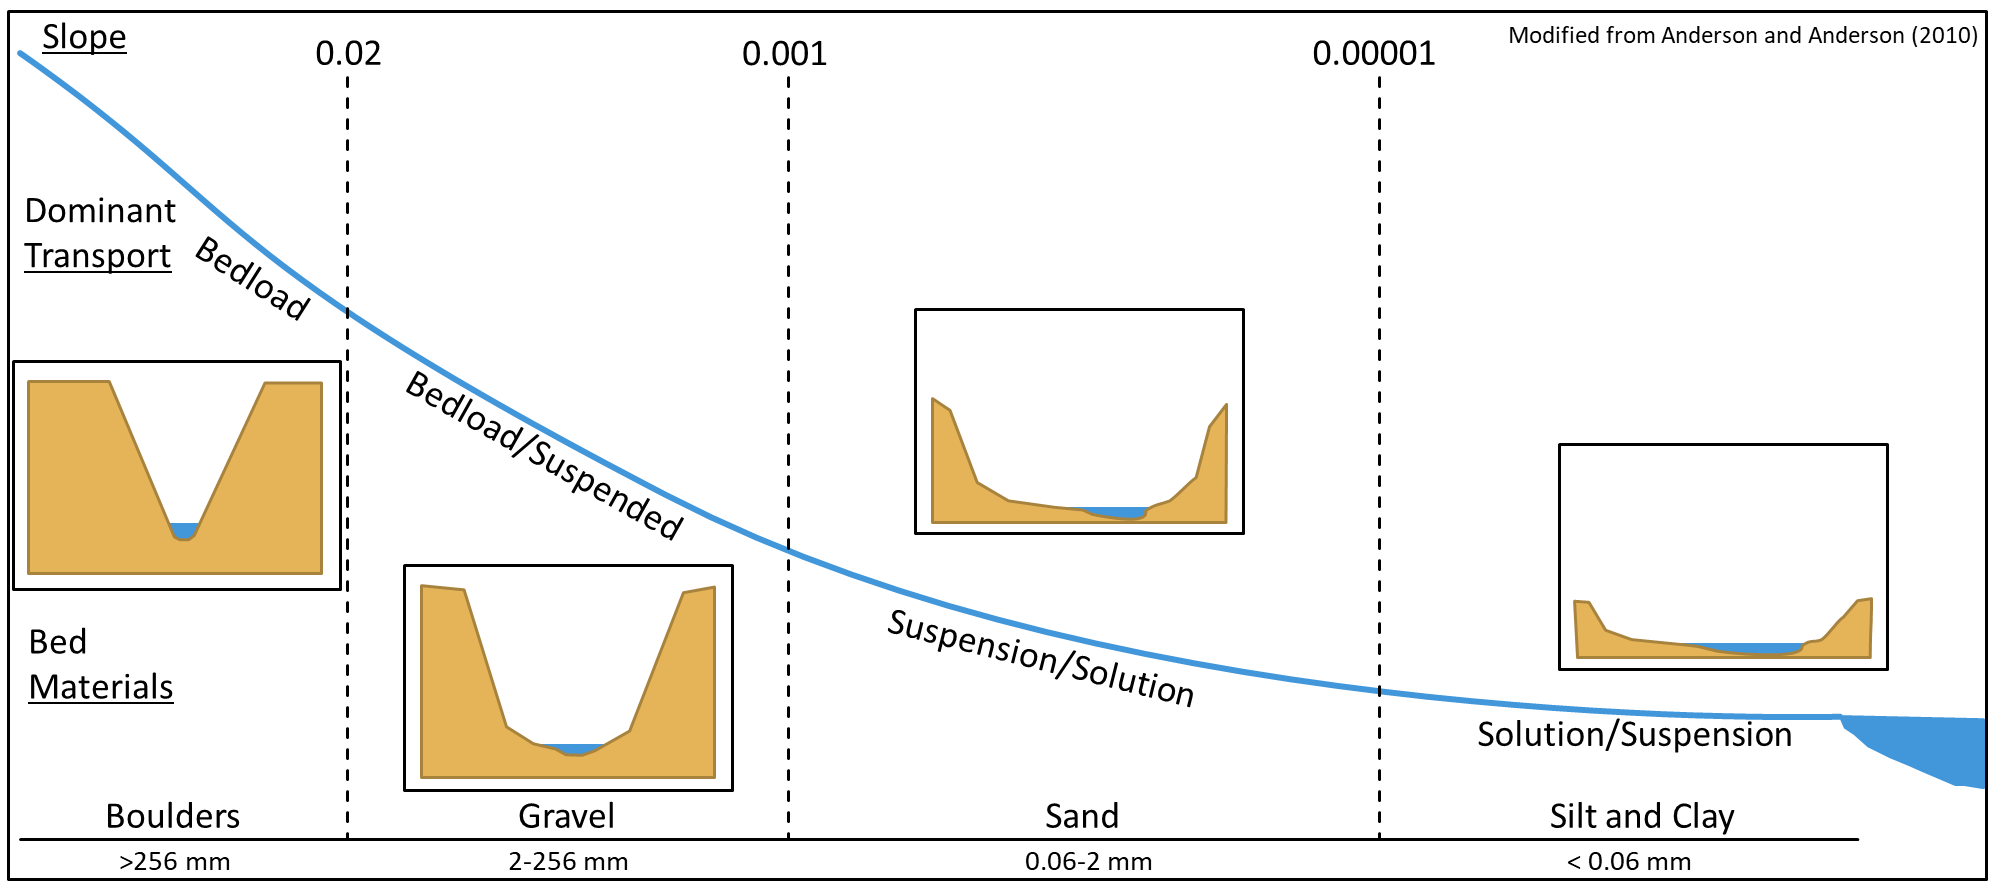 Slope
0.02
0.001
0.00001
Modified from Anderson and Anderson (2010)
Dominant
Transport
Bedload
Bedload/Suspended
Suspension/Solution
Solution/Suspension
Bed
Materials
Boulders
Gravel
Sand
Silt and Clay
>256 mm
2-256 mm
0.06-2 mm
< 0.06 mm